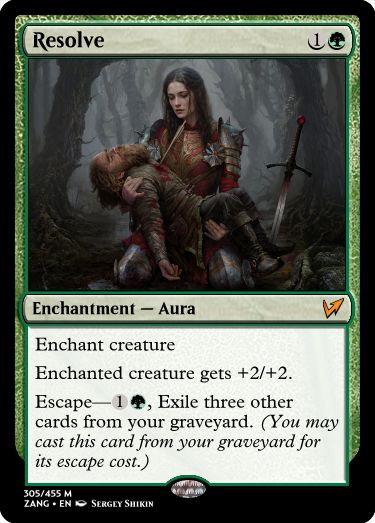 Resolve 1
Enchantment — Aura
Enchant creature
Enchanted creature gets +2/+2.
Escape—1, Exile three other
cards from your graveyard. (You may
cast this card from your graveyard for
its escape cost.)
305/455 M
ZANG • EN Sergey Shikin